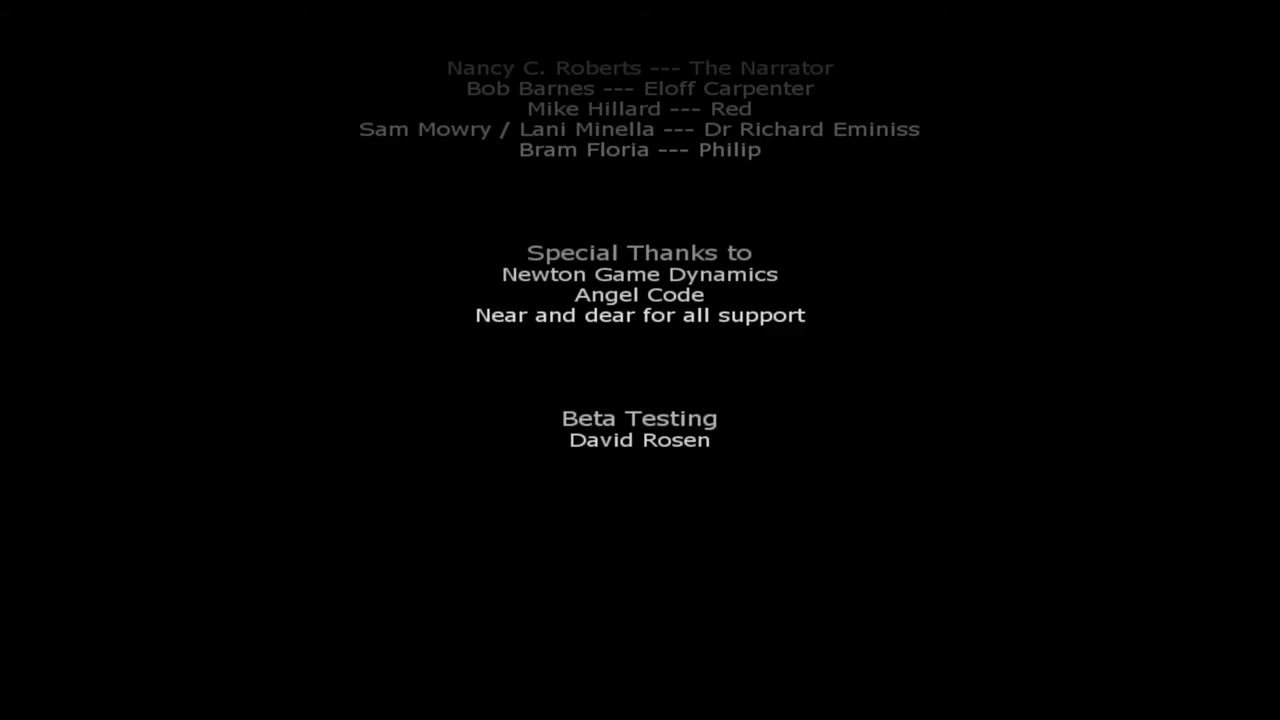 Nancy C. Roberts --- The Narrator
Bob Barnes --- Eloff Carpenter
Mike Hillard --- Red
Sam Mowry / Lani Minella --- Dr Richard Eminiss
Bram Floria --- Philip
Special Thanks to
Newton Game Dynamics
Angel Code
Near and dear for all support
Beta Testing
David Rosen